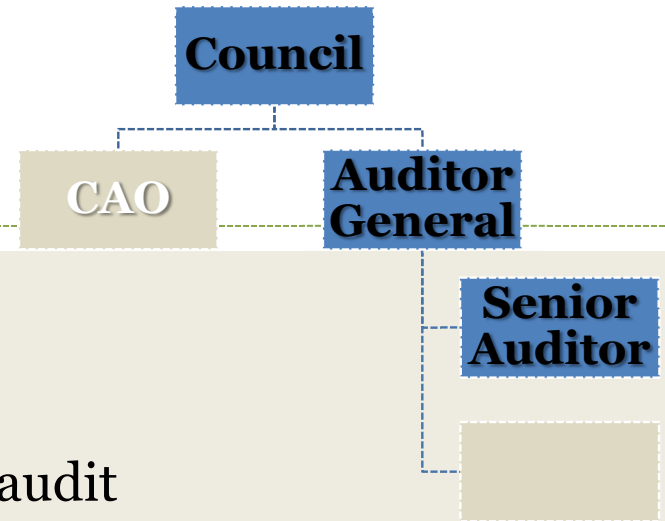 Council
CAO
Auditor
General
Senior
Auditor
audit